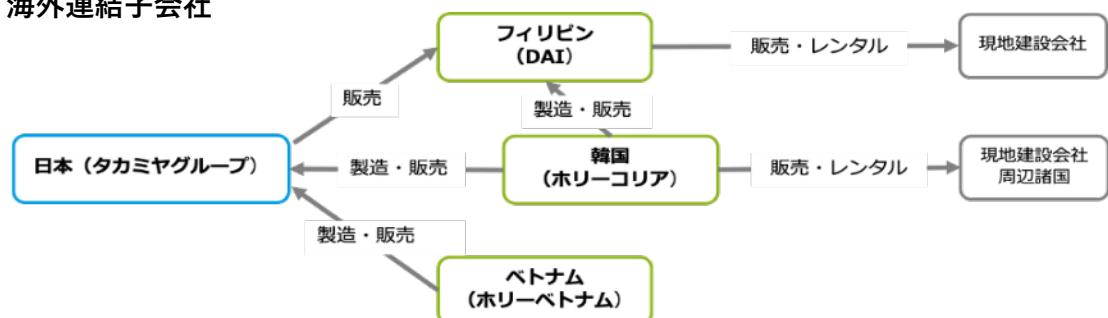 海外連結子会社
フィリピン
（DAI）
販売・レンタル
現地建設会社
販売
製造・販売
日本（タカミヤグループ）
製造・販売
韓国
（ホリーコリア）
販売・レンタル
現地建設会社
周辺諸国
製造・販売
ベトナム
（ホリーベトナム）